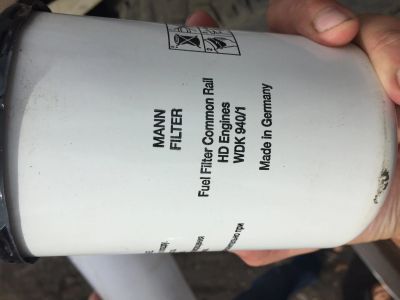 MANN
FILTER
Fuel Filter Common Rail
HD Engines
WDK 940/1
Made in Germany